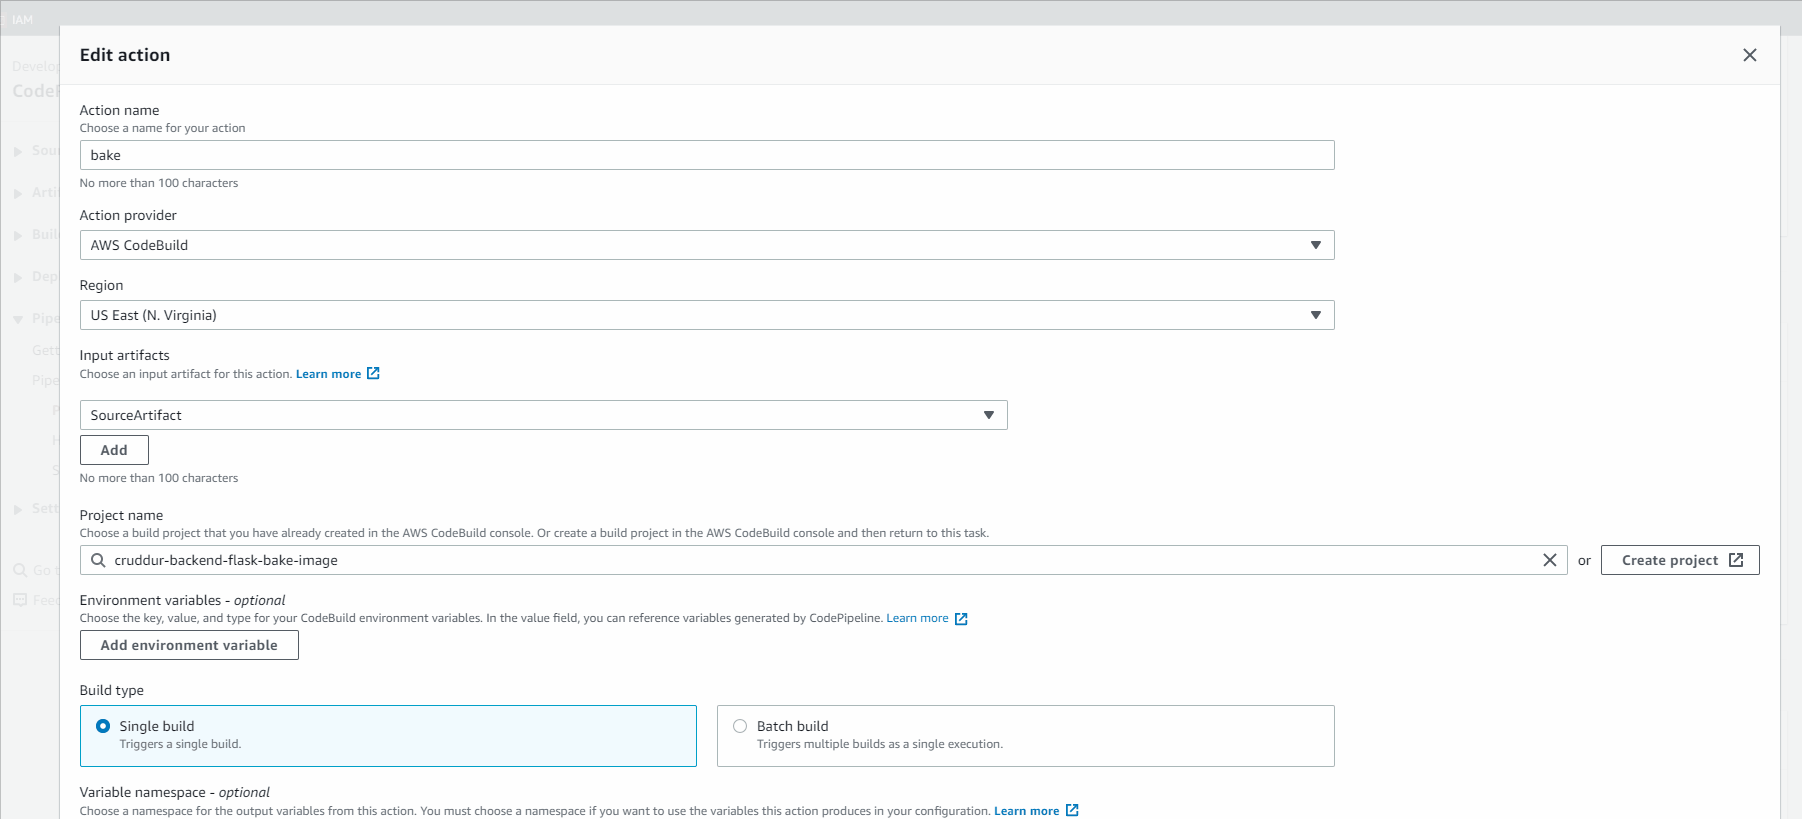 IAM
Edit action
Action name
Choose a name for your action
bake
No more than 100 characters
Action provider
AWS CodeBuild
Region
US East (N. Virginia)
Input artifacts
Choose an input artifact for this action. Learn more
SourceArtifact
Add
No more than 100 characters
Project name
Choose a build project that you have already created in the AWS CodeBuild console. Or create a build project in the AWS CodeBuild console and then return to this task.
cruddur-backend-flask-bake-image
or
Create project
Environment variables - optional
Choose the key, value, and type for your CodeBuild environment variables. In the value field, you can reference variables generated by CodePipeline. Learn more
Add environment variable
Build type
Single build
Triggers a single build.
Batch build
Triggers multiple builds as a single execution.
Variable namespace - optional
Choose a namespace for the output variables from this action. You must choose a namespace if you want to use the variables this action produces in your configuration. Learn more